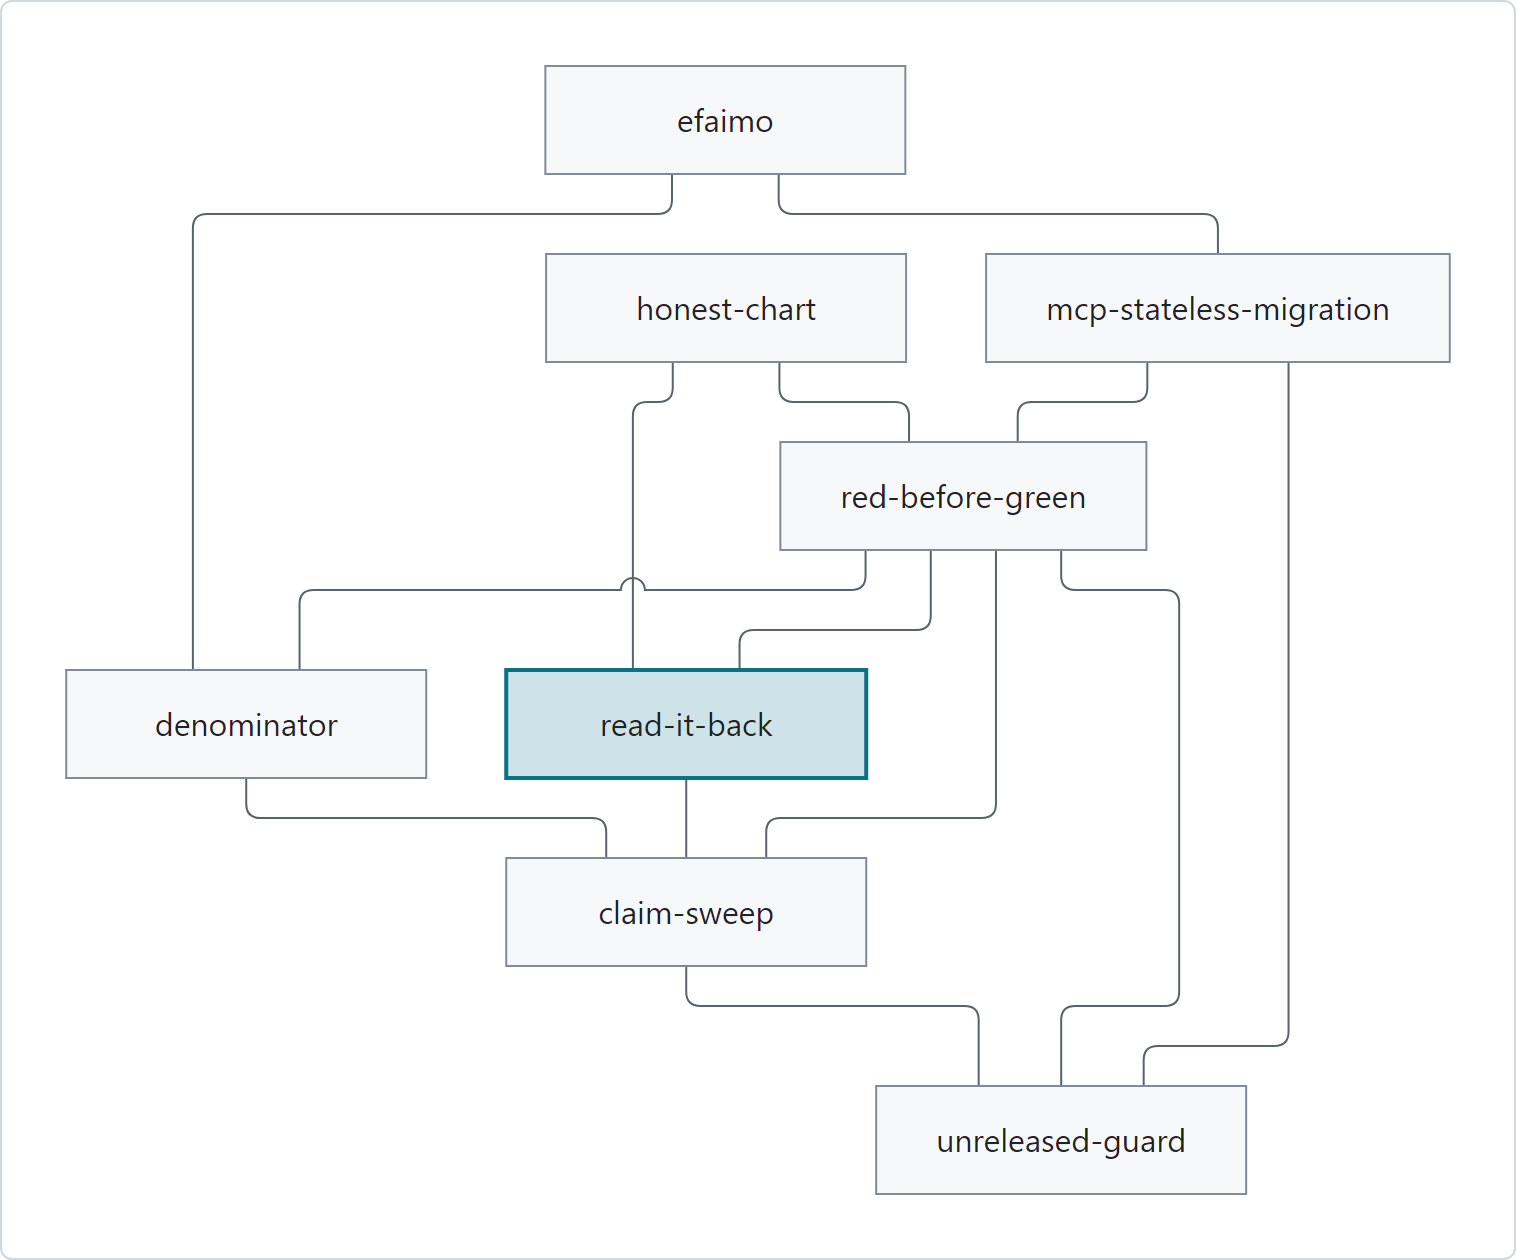 efaimo
honest-chart
mcp-stateless-migration
red-before-green
denominator
read-it-back
claim-sweep
unreleased-guard